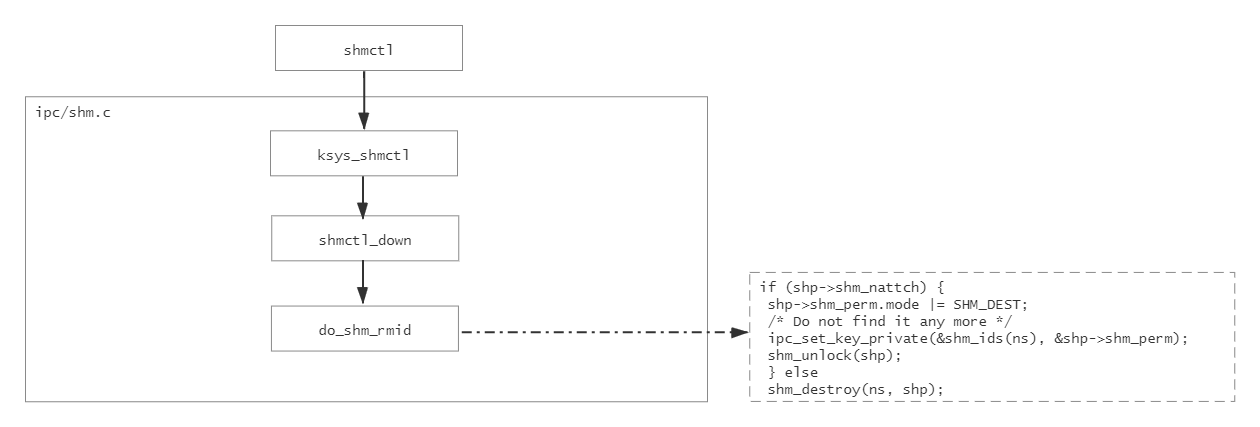 shmctl
ipc/shm.c
ksys_shmctl
shmctl_down
do_shm_rmid
if (shp->shm_nattch) {
shp->shm_perm.mode |= SHM_DEST;
/* Do not find it any more */
ipc_set_key_private(&shm_ids(ns), &shp->shm_perm);
shm_unlock(shp);
} else
shm_destroy(ns, shp);